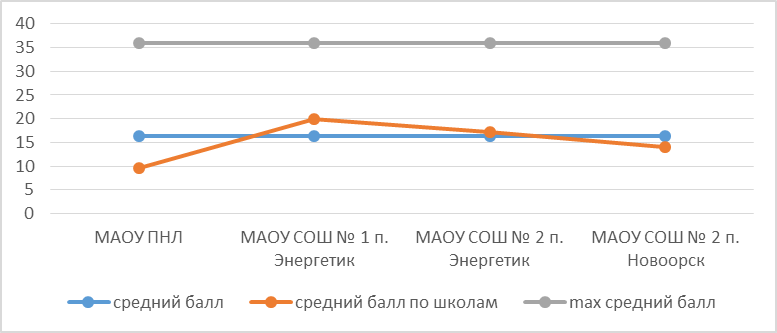 40
35
30
25
20
15
10
5
0
МАОУ ПНЛ
МАОУ СОШ № 1 п.
Энергетик
МАОУ СОШ № 2 п.
Энергетик
МАОУ СОШ № 2 п.
Новоорск
средний балл
средний балл по школам
max средний балл